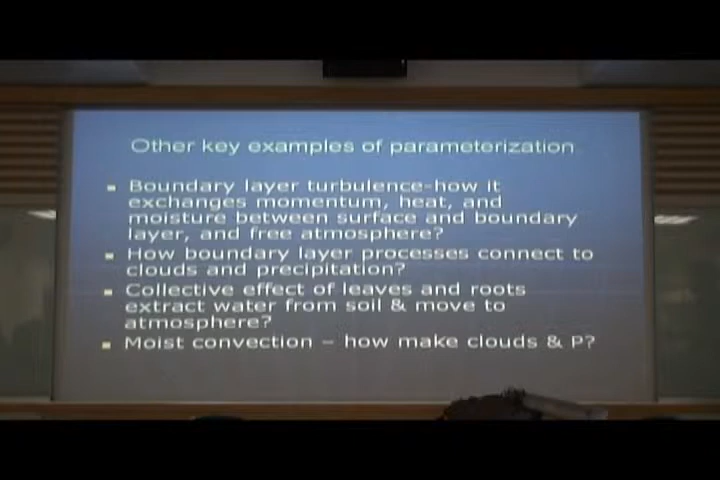 Other key examples of parameterization
Boundary layer turbulence-how it
exchanges momentum, heat, and
moisture between surface and boundary
layer, and free atmosphere?
How boundary layer processes connect to
clouds and precipitation?
Collective effect of leaves and roots
extract water from soil & move to
atmosphere?
Moist convection – how make clouds & P?